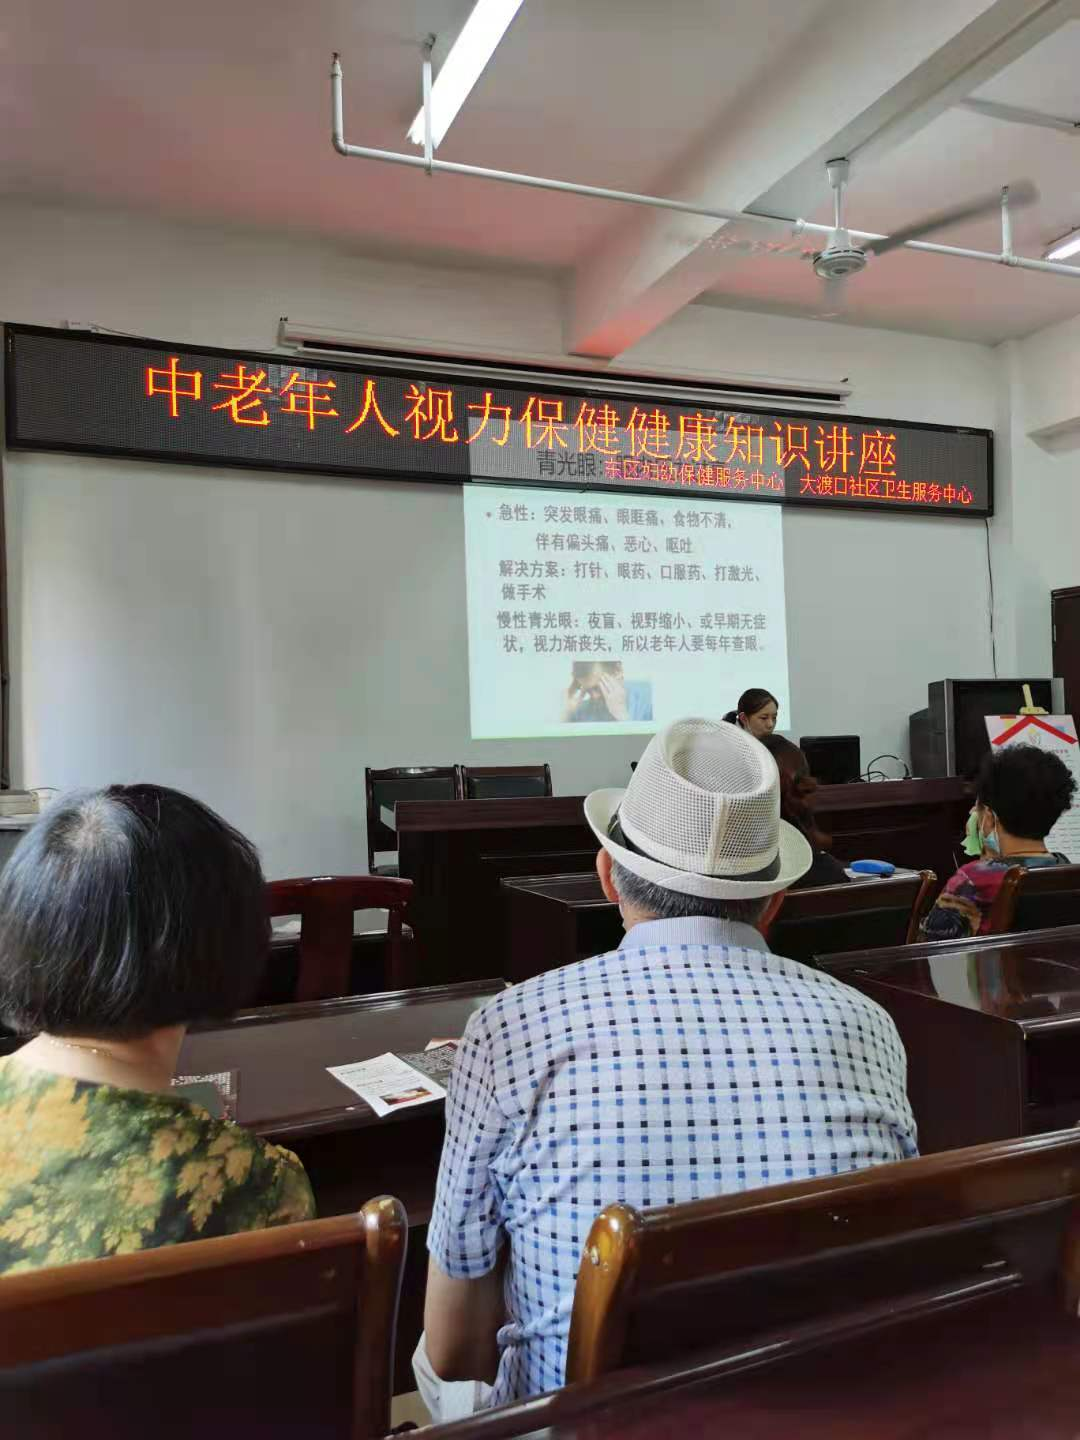 中老年人视力保健健康知识讲座
东区妇幼保健服务中心 大渡口社区卫生服务中心
青光眼：
急性：突发眼痛、眼眶痛、食物不清，
伴有偏头痛、恶心、呕吐
解决方案：打针、眼药、口服药、打激光、
做手术
慢性青光眼：夜盲、视野缩小、或早期无症
状，视力渐丧失，所以老年人要每年查眼。